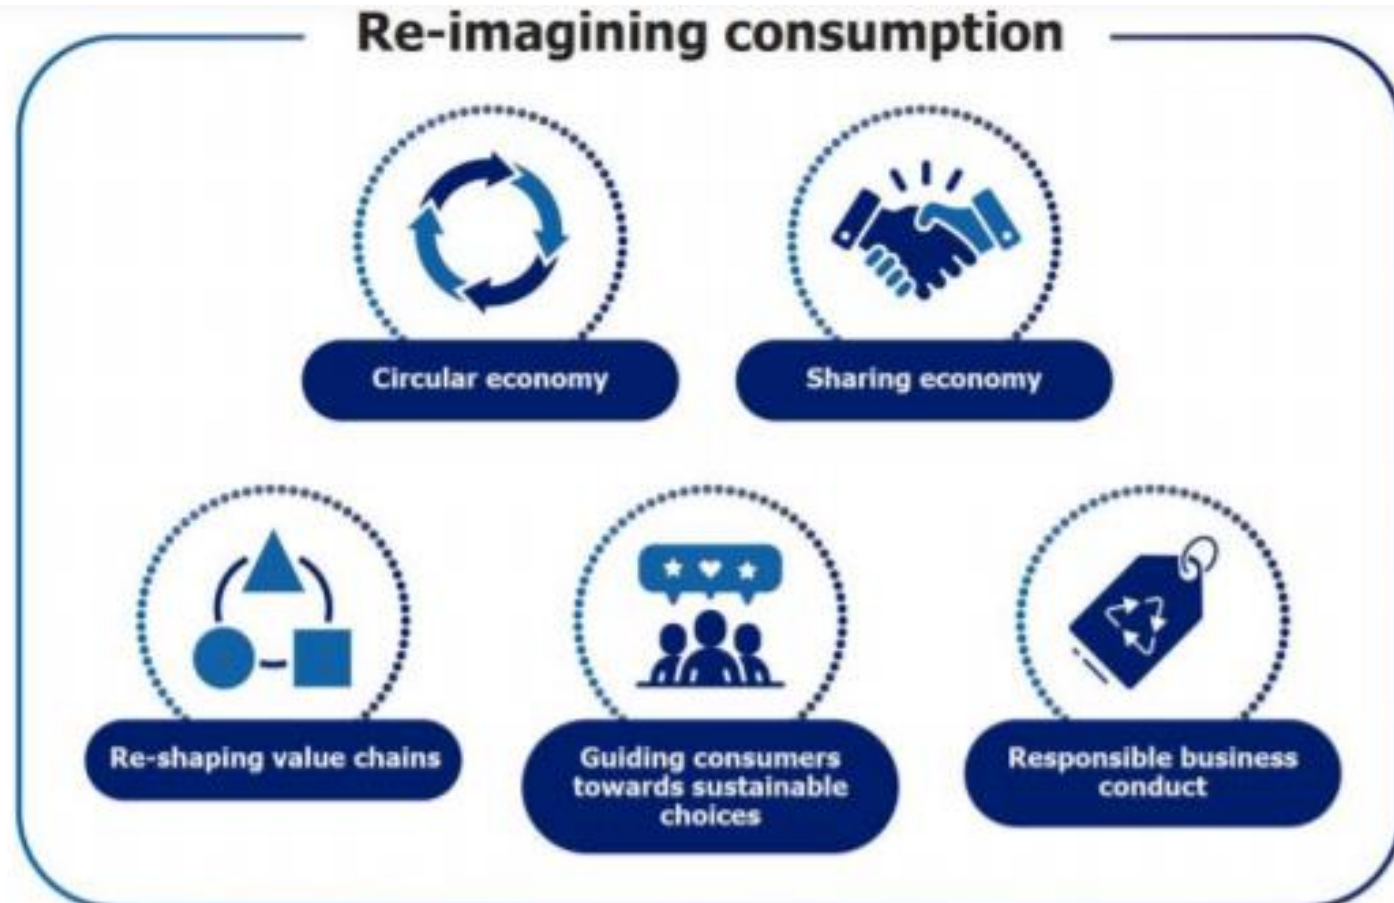 Re-imagining consumption
Circular economy
Sharing economy
Re-shaping value chains
Guiding consumers
towards sustainable
choices
Responsible business
conduct